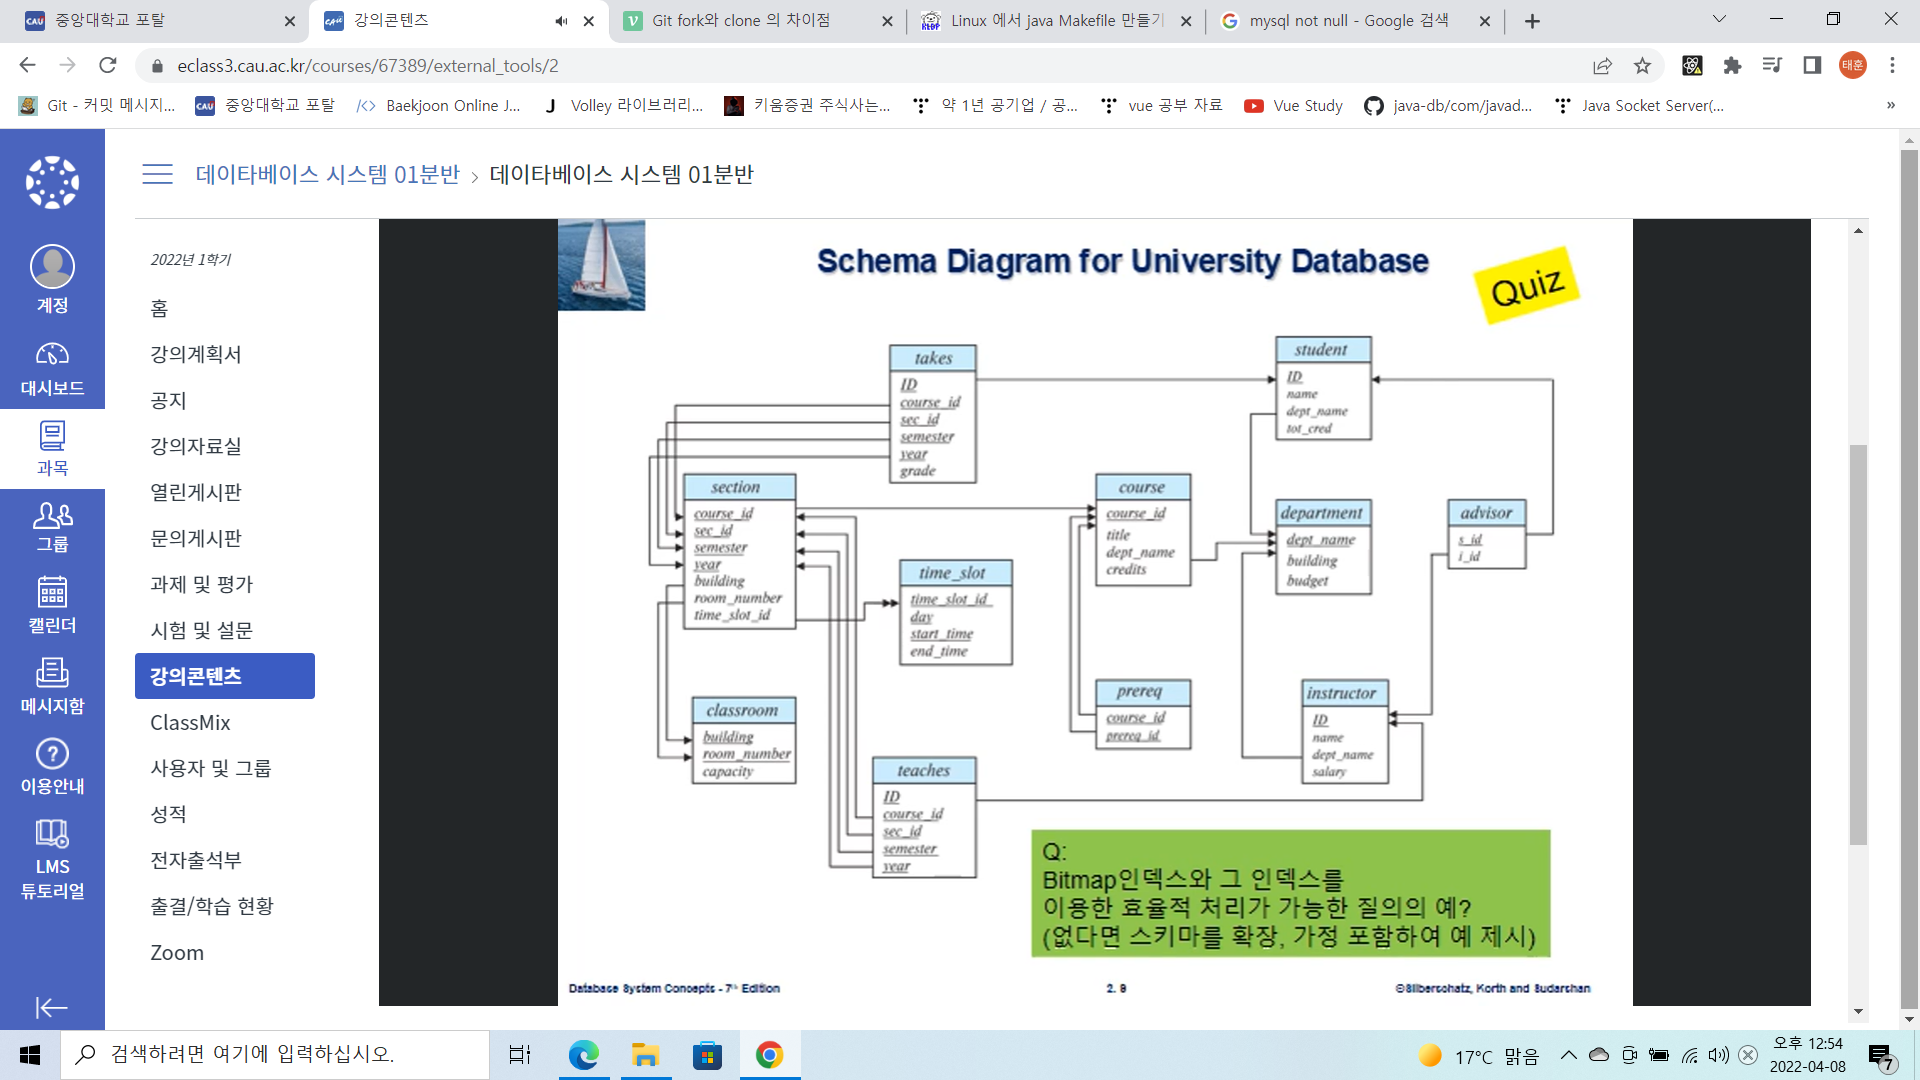 중앙대학교 포탈
강의콘텐츠
Git fork와 clone 의 차이점
Linux 에서 java Makefile 만들기
mysql not null - Google 검색
eclass3.cau.ac.kr/courses/67389/external_tools/2
태훈
Git - 커밋 메시지...
CAU 중앙대학교 포탈
Baekjoon Online J...
J Volley 라이브러리...
키움증권 주식사는...
약 1년 공기업 / 공...
vue 공부 자료
Vue Study
java-db/com/javad...
Java Socket Server(...
»
데이타베이스 시스템 01분반 › 데이타베이스 시스템 01분반
계정
대시보드
과목
그룹
캘린더
메시지함
이용안내
LMS
튜토리얼
2022년 1학기
홈
강의계획서
공지
강의자료실
열린게시판
문의게시판
과제 및 평가
시험 및 설문
강의콘텐츠
ClassMix
사용자 및 그룹
성적
전자출석부
출결/학습 현황
Zoom
Schema Diagram for University Database
Quiz
takes
ID
course_id
sec_id
semester
year
grade
student
ID
name
dept_name
tot_cred
section
course_id
sec_id
semester
year
building
room_number
time_slot_id
course
course_id
title
dept_name
credits
department
dept_name
building
budget
advisor
s_id
i_id
time_slot
time_slot_id
day
start_time
end_time
prereq
course_id
prereq_id
instructor
ID
name
dept_name
salary
classroom
building
room_number
capacity
teaches
ID
course_id
sec_id
semester
year
Q:
Bitmap인덱스와 그 인덱스를
이용한 효율적 처리가 가능한 질의의 예?
(없다면 스키마를 확장, 가정 포함하여 예 제시)
Database System Concepts - 7th Edition
2. 9
©Silberschatz, Korth and Sudarshan
검색하려면 여기에 입력하십시오.
17°C 맑음
오후 12:54
2022-04-08
7